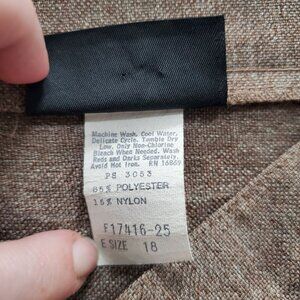 Machine Wash. Cool Water,
Delicate Cycle. Tumble Dry
Low. Only Non-Chlorine
Bleach When Needed. Wash
Reds and Darks Separately.
Avoid Hot Iron. RN 16869
PS 3053
85% POLYESTER
15% NYLON
F17416-25
E SIZE 18